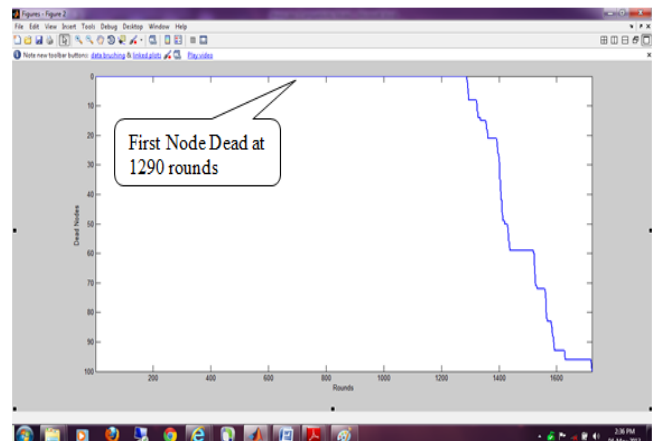 Figures - Figure 2
File Edit View Insert Tools Debug Desktop Window Help
Note new toolbar buttons: data brushing & linked plots Play video
First Node Dead at
1290 rounds
Dead Nodes
0
10
20
30
40
50
60
70
80
90
100
200 400 600 800 1000 1200 1400 1600
Rounds
2:36 PM